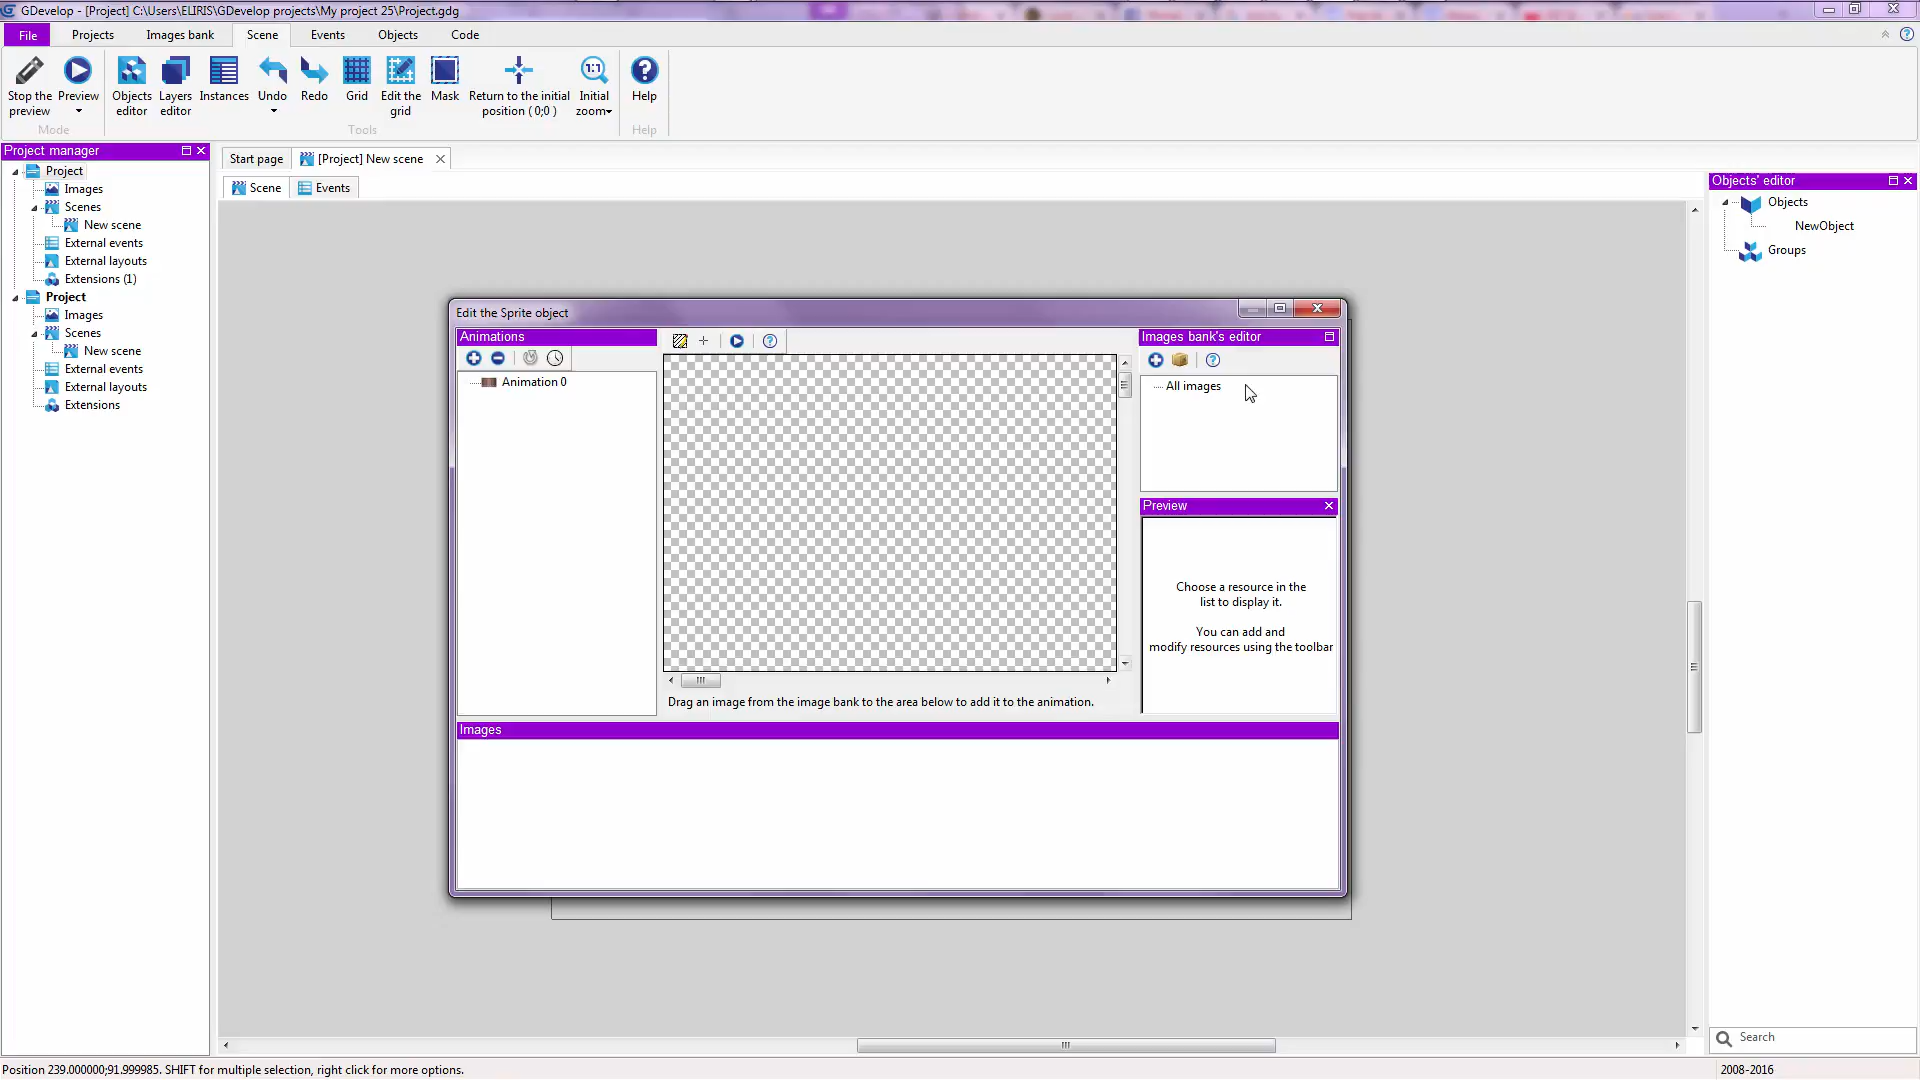 GDevelop - [Project] C:\Users\ELIRIS\GDevelop projects\My project 25\Project.gdg
File
Projects
Images bank
Scene
Events
Objects
Code
Stop the preview
Preview
Objects editor
Layers editor
Instances
Undo
Redo
Grid
Edit the grid
Mask
Return to the initial position ( 0;0 )
1:1
Initial zoom
Help
Mode
Tools
Help
Project manager
Start page
[Project] New scene
Scene
Events
Project
Images
Scenes
New scene
External events
External layouts
Extensions (1)
Project
Images
Scenes
New scene
External events
External layouts
Extensions
Edit the Sprite object
Animations
Animation 0
Drag an image from the image bank to the area below to add it to the animation.
Images bank's editor
All images
Preview
Choose a resource in the
list to display it.
You can add and
modify resources using the toolbar
Images
Objects' editor
Objects
NewObject
Groups
Search
Position 239.000000;91.999985. SHIFT for multiple selection, right click for more options.
2008-2016